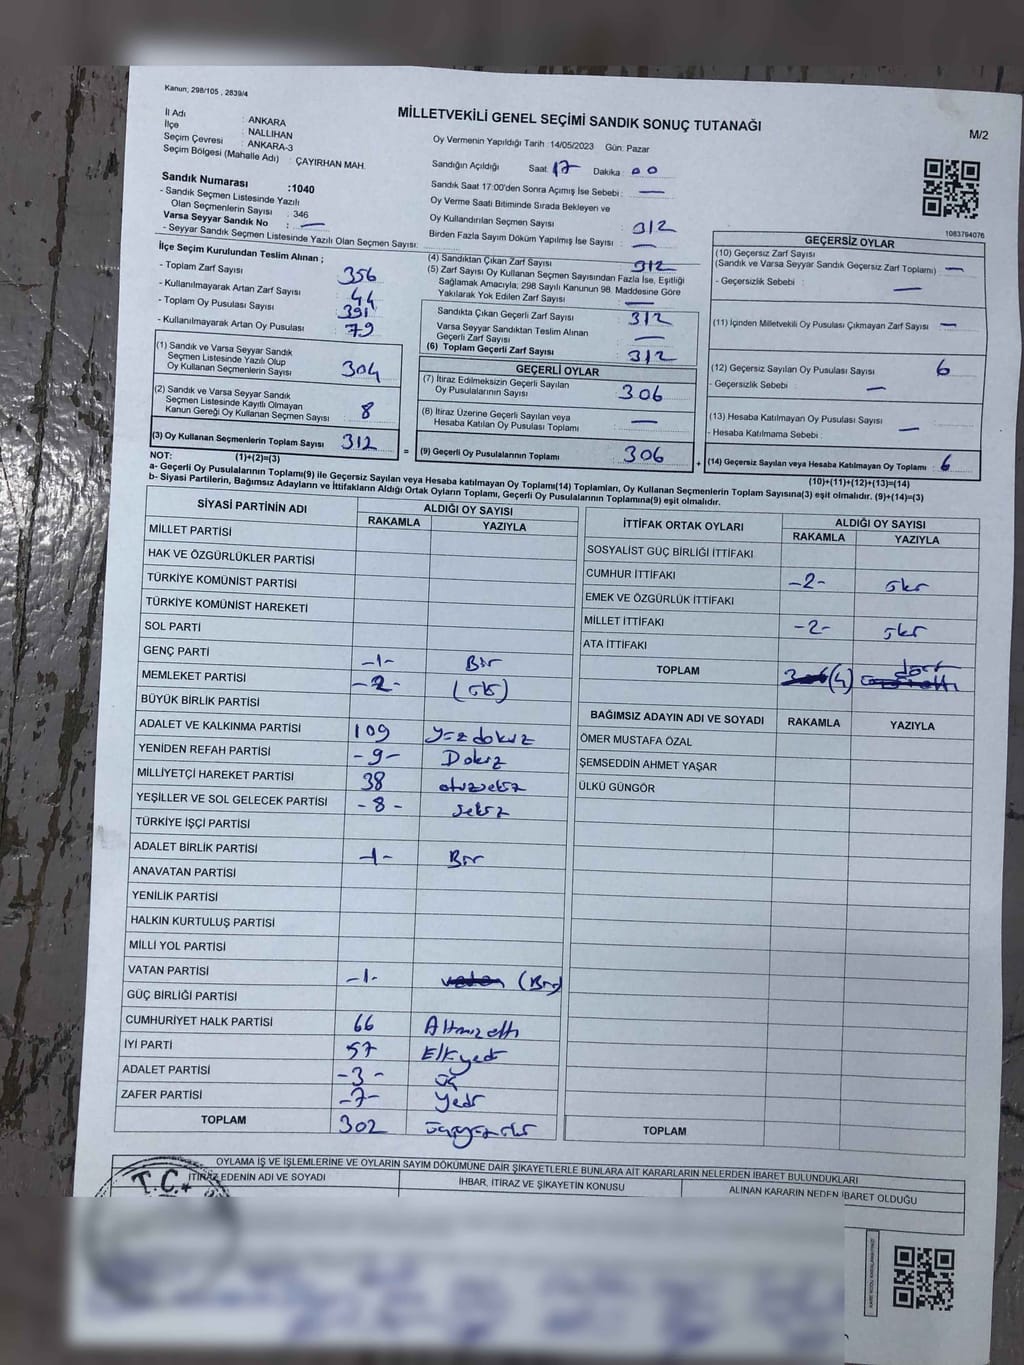 Kanun, 298/105 , 2839/4
MİLLETVEKİLİ GENEL SEÇİMİ SANDIK SONUÇ TUTANAĞI
M/2
İl Adı : ANKARA
İlçe : NALLIHAN
Seçim Çevresi : ANKARA-3
Seçim Bölgesi (Mahalle Adı) : ÇAYIRHAN MAH.
Oy Vermenin Yapıldığı Tarih :14/05/2023 Gün: Pazar
Sandığın Açıldığı Saat: 17 Dakika: 00
Sandık Saat 17:00'den Sonra Açımış İse Sebebi : —
Oy Verme Saati Bitiminde Sırada Bekleyen ve
Oy Kullandırılan Seçmen Sayısı 312
Birden Fazla Sayım Döküm Yapılmış İse Sayısı : —
1083794076
Sandık Numarası :1040
- Sandık Seçmen Listesinde Yazılı
Olan Seçmenlerin Sayısı : 346
Varsa Seyyar Sandık No : —
- Seyyar Sandık Seçmen Listesinde Yazılı Olan Seçmen Sayısı:
İlçe Seçim Kurulundan Teslim Alınan ;
- Toplam Zarf Sayısı 356
- Kullanılmayarak Artan Zarf Sayısı 44
- Toplam Oy Pusulası Sayısı 391
- Kullanılmayarak Artan Oy Pusulası 79
(1) Sandık ve Varsa Seyyar Sandık
Seçmen Listesinde Yazılı Olup
Oy Kullanan Seçmenlerin Sayısı 304
(2) Sandık ve Varsa Seyyar Sandık
Seçmen Listesinde Kayıtlı Olmayan
Kanun Gereği Oy Kullanan Seçmen Sayısı 8
(3) Oy Kullanan Seçmenlerin Toplam Sayısı 312
(1)+(2)=(3)
(4) Sandıktan Çıkan Zarf Sayısı 312
(5) Zarf Sayısı Oy Kullanan Seçmen Sayısından Fazla İse, Eşitliği
Sağlamak Amacıyla; 298 Sayılı Kanunun 98. Maddesine Göre
Yakılarak Yok Edilen Zarf Sayısı —
Sandıkta Çıkan Geçerli Zarf Sayısı 312
Varsa Seyyar Sandıktan Teslim Alınan
Geçerli Zarf Sayısı —
(6) Toplam Geçerli Zarf Sayısı 312
GEÇERLİ OYLAR
(7) İtiraz Edilmeksizin Geçerli Sayılan
Oy Pusulalarının Sayısı 306
(8) İtiraz Üzerine Geçerli Sayılan veya
Hesaba Katılan Oy Pusulası Toplamı —
= (9) Geçerli Oy Pusulalarının Toplamı 306 +
GEÇERSİZ OYLAR
(10) Geçersiz Zarf Sayısı
(Sandık ve Varsa Seyyar Sandık Geçersiz Zarf Toplamı) —
- Geçersizlik Sebebi : —
(11) İçinden Milletvekili Oy Pusulası Çıkmayan Zarf Sayısı —
(12) Geçersiz Sayılan Oy Pusulası Sayısı 6
- Geçersizlik Sebebi : —
(13) Hesaba Katılmayan Oy Pusulası Sayısı
- Hesaba Katılmama Sebebi : —
(14) Geçersiz Sayılan veya Hesaba Katılmayan Oy Toplamı : 6
(10)+(11)+(12)+(13)=(14)
NOT:
a- Geçerli Oy Pusulalarının Toplamı(9) ile Geçersiz Sayılan veya Hesaba katılmayan Oy Toplamı(14) Toplamları, Oy Kullanan Seçmenlerin Toplam Sayısına(3) eşit olmalıdır. (9)+(14)=(3)
b- Siyasi Partilerin, Bağımsız Adayların ve İttifakların Aldığı Ortak Oyların Toplamı, Geçerli Oy Pusulalarının Toplamına(9) eşit olmalıdır.
SİYASİ PARTİNİN ADI ALDIĞI OY SAYISI
RAKAMLA YAZIYLA
MİLLET PARTİSİ
HAK VE ÖZGÜRLÜKLER PARTİSİ
TÜRKİYE KOMÜNİST PARTİSİ
TÜRKİYE KOMÜNİST HAREKETİ
SOL PARTİ
GENÇ PARTİ -1- Bir
MEMLEKET PARTİSİ -2- (iki)
BÜYÜK BİRLİK PARTİSİ
ADALET VE KALKINMA PARTİSİ 109 yüzdokuz
YENİDEN REFAH PARTİSİ -9- Dokuz
MİLLİYETÇİ HAREKET PARTİSİ 38 otuzsekiz
YEŞİLLER VE SOL GELECEK PARTİSİ -8- sekiz
TÜRKİYE İŞÇİ PARTİSİ
ADALET BİRLİK PARTİSİ -1- Bir
ANAVATAN PARTİSİ
YENİLİK PARTİSİ
HALKIN KURTULUŞ PARTİSİ
MİLLİ YOL PARTİSİ
VATAN PARTİSİ -1- (Bir)
GÜÇ BİRLİĞİ PARTİSİ
CUMHURİYET HALK PARTİSİ 66 Altmışaltı
İYİ PARTİ 57 Elliyedi
ADALET PARTİSİ -3- üç
ZAFER PARTİSİ -7- yedi
TOPLAM 302 üçyüziki
İTTİFAK ORTAK OYLARI ALDIĞI OY SAYISI
RAKAMLA YAZIYLA
SOSYALİST GÜÇ BİRLİĞİ İTTİFAKI
CUMHUR İTTİFAKI -2- iki
EMEK VE ÖZGÜRLÜK İTTİFAKI
MİLLET İTTİFAKI -2- iki
ATA İTTİFAKI
TOPLAM 306 (4) dört
BAĞIMSIZ ADAYIN ADI VE SOYADI RAKAMLA YAZIYLA
ÖMER MUSTAFA ÖZAL
ŞEMSEDDİN AHMET YAŞAR
ÜLKÜ GÜNGÖR
TOPLAM
OYLAMA İŞ VE İŞLEMLERİNE VE OYLARIN SAYIM DÖKÜMÜNE DAİR ŞİKAYETLERLE BUNLARA AİT KARARLARIN NELERDEN İBARET BULUNDUKLARI
İTİRAZ EDENİN ADI VE SOYADI İHBAR, İTİRAZ VE ŞİKAYETİN KONUSU ALINAN KARARIN NEDEN İBARET OLDUĞU
T.C.